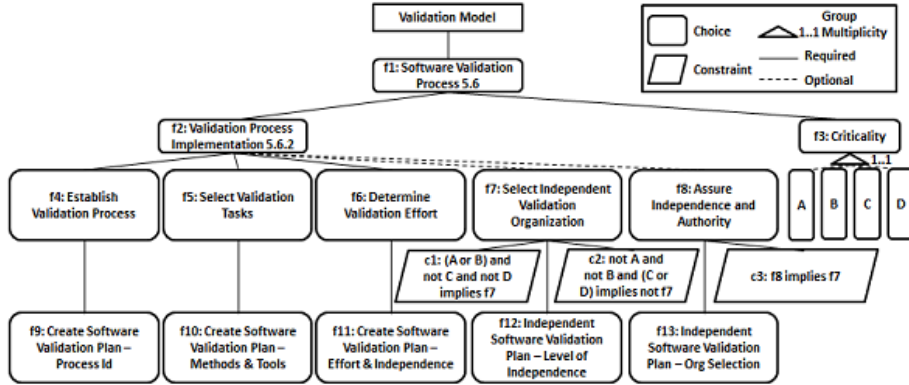 Validation Model
Group
Choice
1..1 Multiplicity
Required
Constraint
Optional
f1: Software Validation
Process 5.6
f2: Validation Process
Implementation 5.6.2
f3: Criticality
1..1
f4: Establish
Validation Process
f5: Select Validation
Tasks
f6: Determine
Validation Effort
f7: Select Independent
Validation
Organization
f8: Assure
Independence and
Authority
A
B
C
D
c1: (A or B) and
not C and not D
implies f7
c2: not A and
not B and (C or
D) implies not f7
c3: f8 implies f7
f9: Create Software
Validation Plan –
Process Id
f10: Create Software
Validation Plan –
Methods & Tools
f11: Create Software
Validation Plan –
Effort & Independence
f12: Independent
Software Validation
Plan – Level of
Independence
f13: Independent
Software Validation
Plan – Org Selection